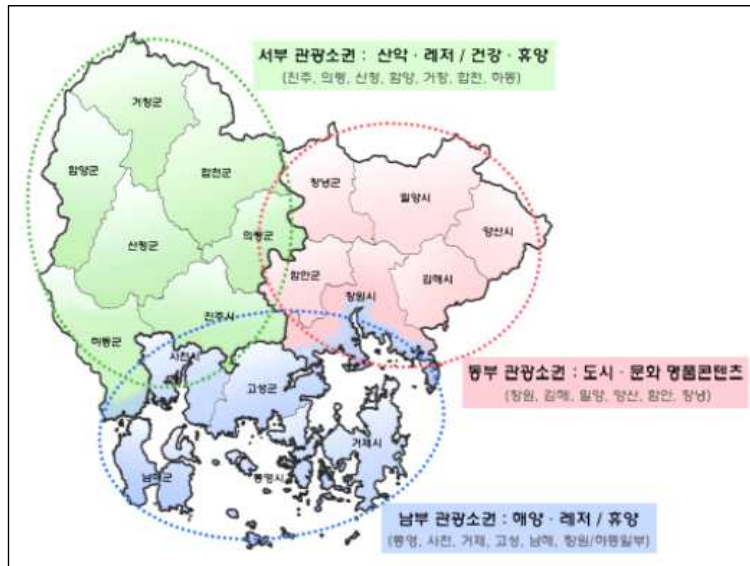 서부 관광소권 : 산악 · 레저 / 건강 · 휴양
(진주, 의령, 산청, 함양, 거창, 합천, 하동)
거창군
함양군
합천군
창녕군
밀양시
양산시
산청군
의령군
함안군
김해시
창원시
진주시
하동군
사천시
동부 관광소권 : 도시 · 문화 명품콘텐츠
(창원, 김해, 밀양, 양산, 함안, 창녕)
고성군
거제시
남해군
통영시
남부 관광소권 : 해양 · 레저 / 휴양
(통영, 사천, 거제, 고성, 남해, 창원/하동일부)